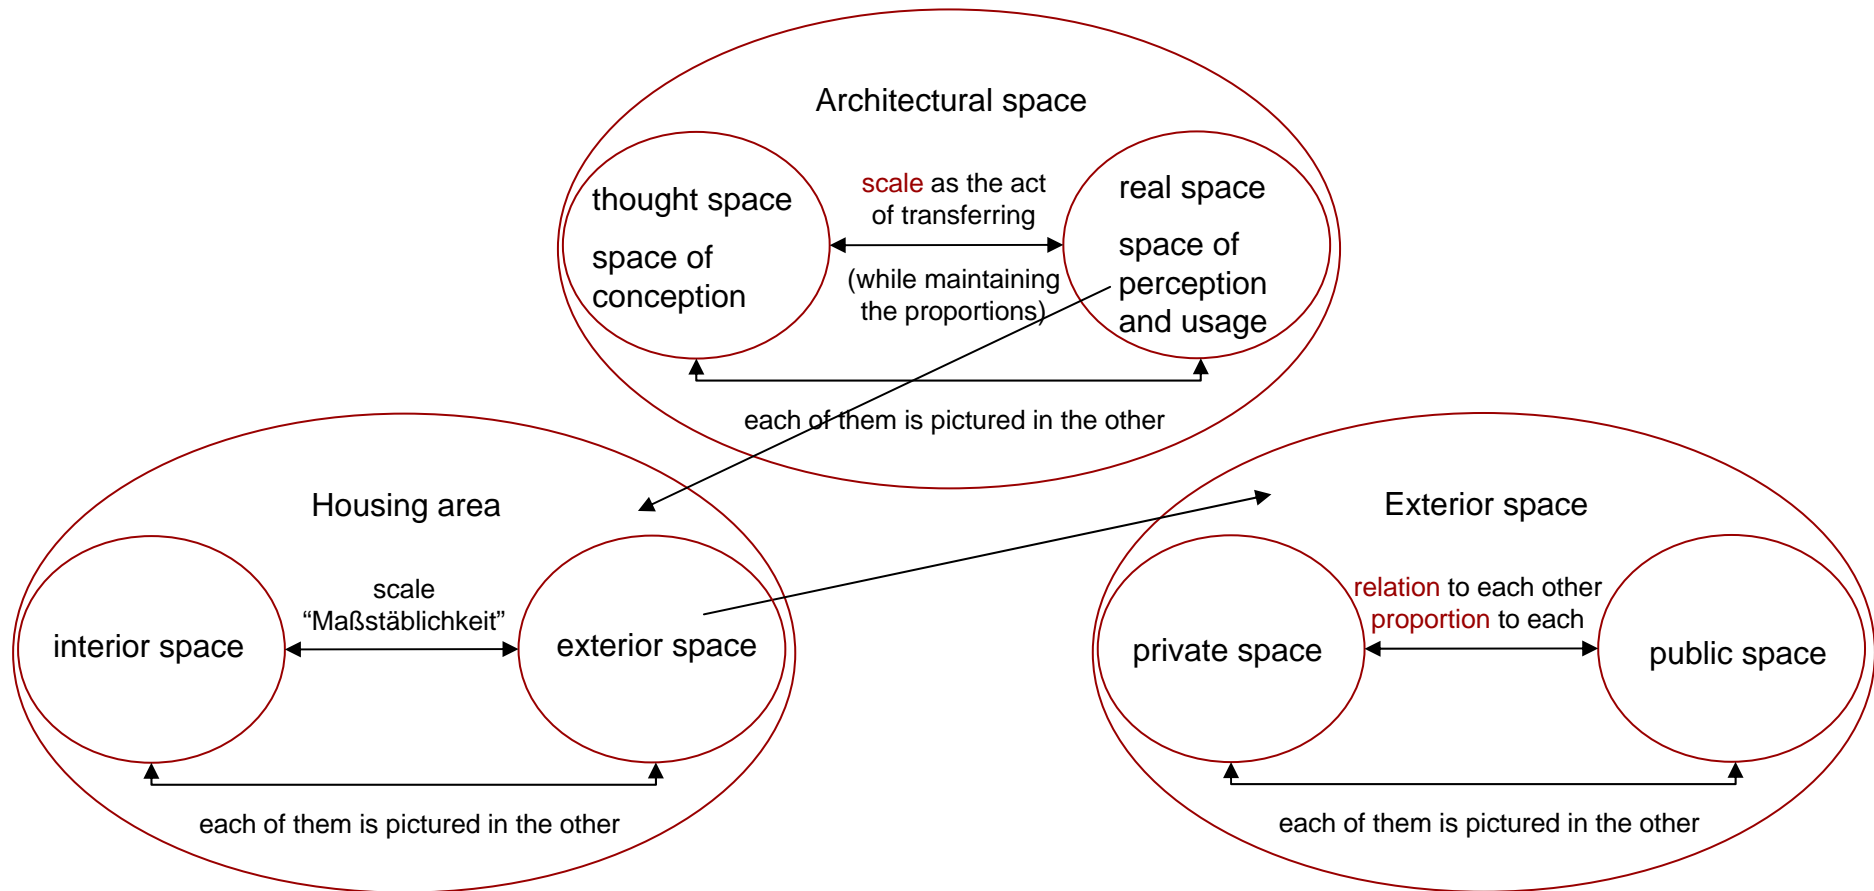 Architectural space
thought space
space of
conception
scale as the act
of transferring
(while maintaining
the proportions)
real space
space of
perception
and usage
each of them is pictured in the other
Housing area
interior space
scale
“Maßstäblichkeit”
exterior space
each of them is pictured in the other
Exterior space
private space
relation to each other
proportion to each
public space
each of them is pictured in the other